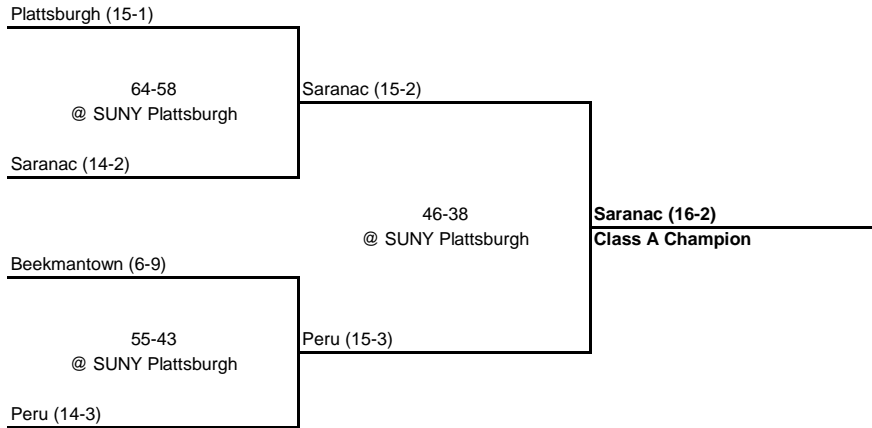 Plattsburgh (15-1)
64-58
@ SUNY Plattsburgh
Saranac (15-2)
Saranac (14-2)
46-38
@ SUNY Plattsburgh
Saranac (16-2)
Class A Champion
Beekmantown (6-9)
55-43
@ SUNY Plattsburgh
Peru (15-3)
Peru (14-3)